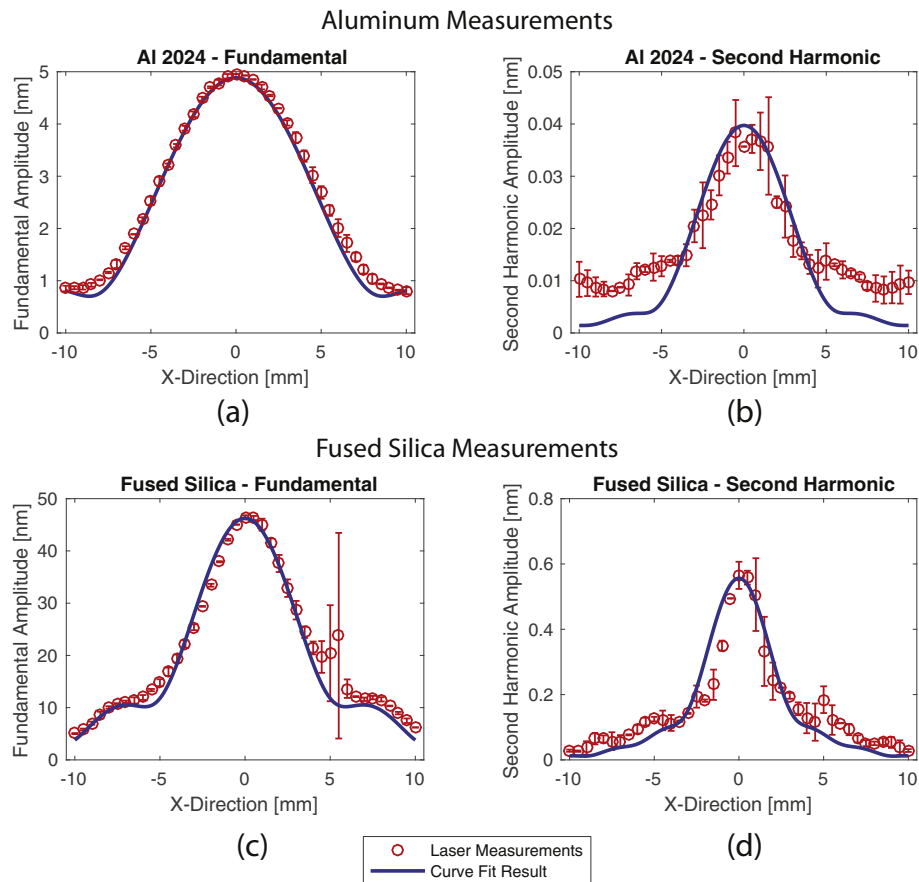 Aluminum Measurements
Al 2024 - Fundamental
Fundamental Amplitude [nm]
5
4
3
2
1
0
-10 -5 0 5 10
X-Direction [mm]
(a)
Al 2024 - Second Harmonic
Second Harmonic Amplitude [nm]
0.05
0.04
0.03
0.02
0.01
0
-10 -5 0 5 10
X-Direction [mm]
(b)
Fused Silica Measurements
Fused Silica - Fundamental
Fundamental Amplitude [nm]
50
40
30
20
10
0
-10 -5 0 5 10
X-Direction [mm]
(c)
Fused Silica - Second Harmonic
Second Harmonic Amplitude [nm]
0.8
0.6
0.4
0.2
0
-10 -5 0 5 10
X-Direction [mm]
(d)
Laser Measurements
Curve Fit Result